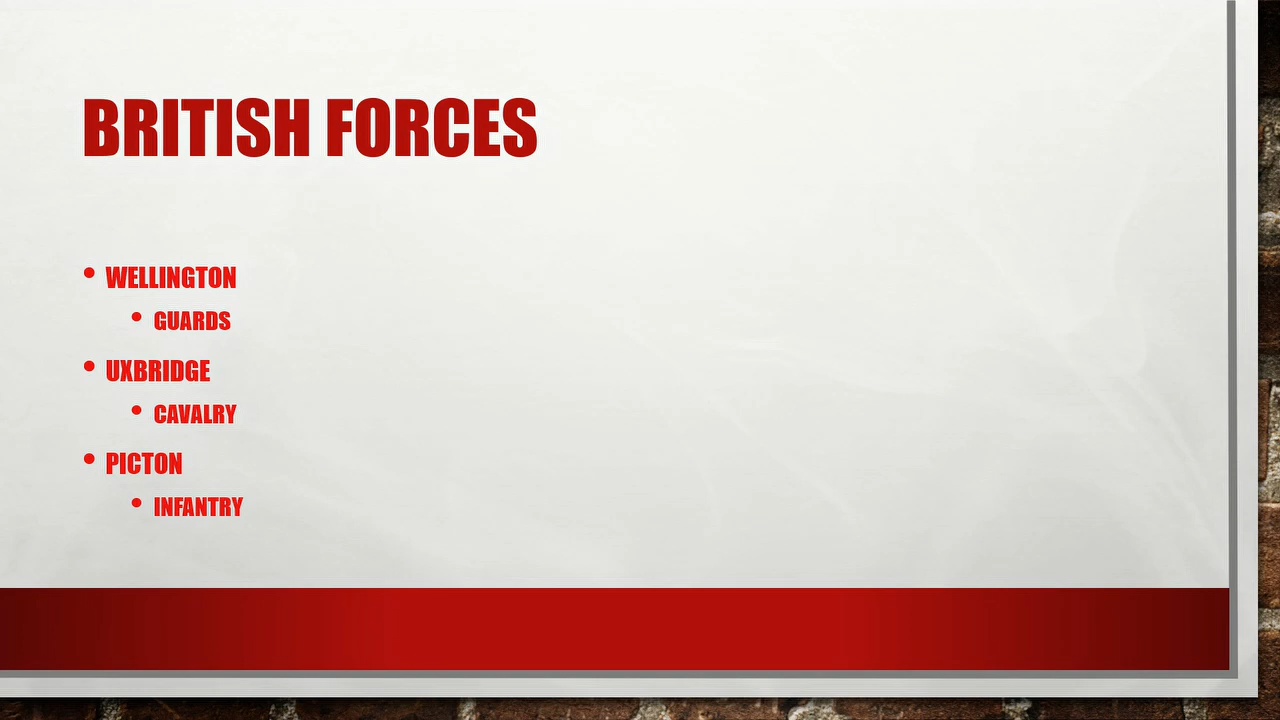 BRITISH FORCES
• WELLINGTON
• GUARDS
• UXBRIDGE
• CAVALRY
• PICTON
• INFANTRY